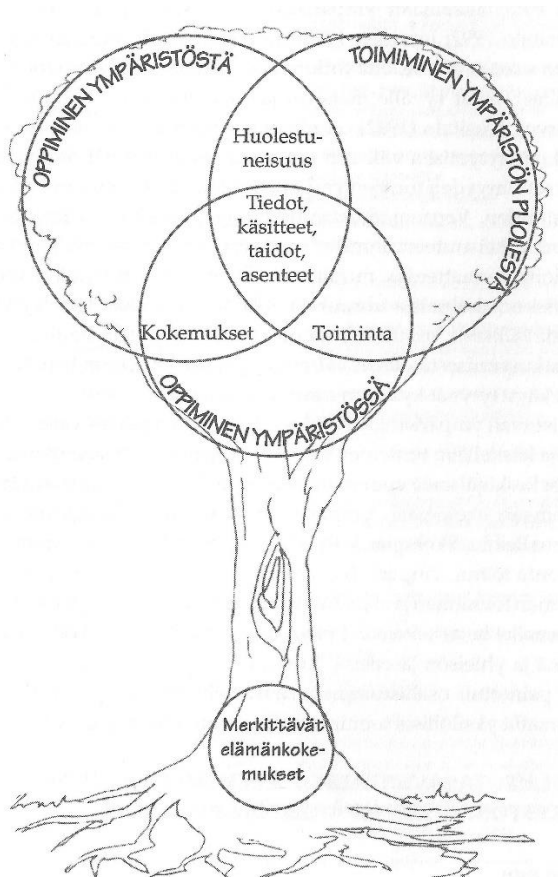 OPPIMINEN YMPÄRISTÖSTÄ
TOIMIMINEN YMPÄRISTÖN PUOLESTA
Huolestu-
neisuus
Tiedot,
käsitteet,
taidot,
asenteet
Kokemukset
Toiminta
OPPIMINEN YMPÄRISTÖSSÄ
Merkittävät
elämänkoke-
mukset